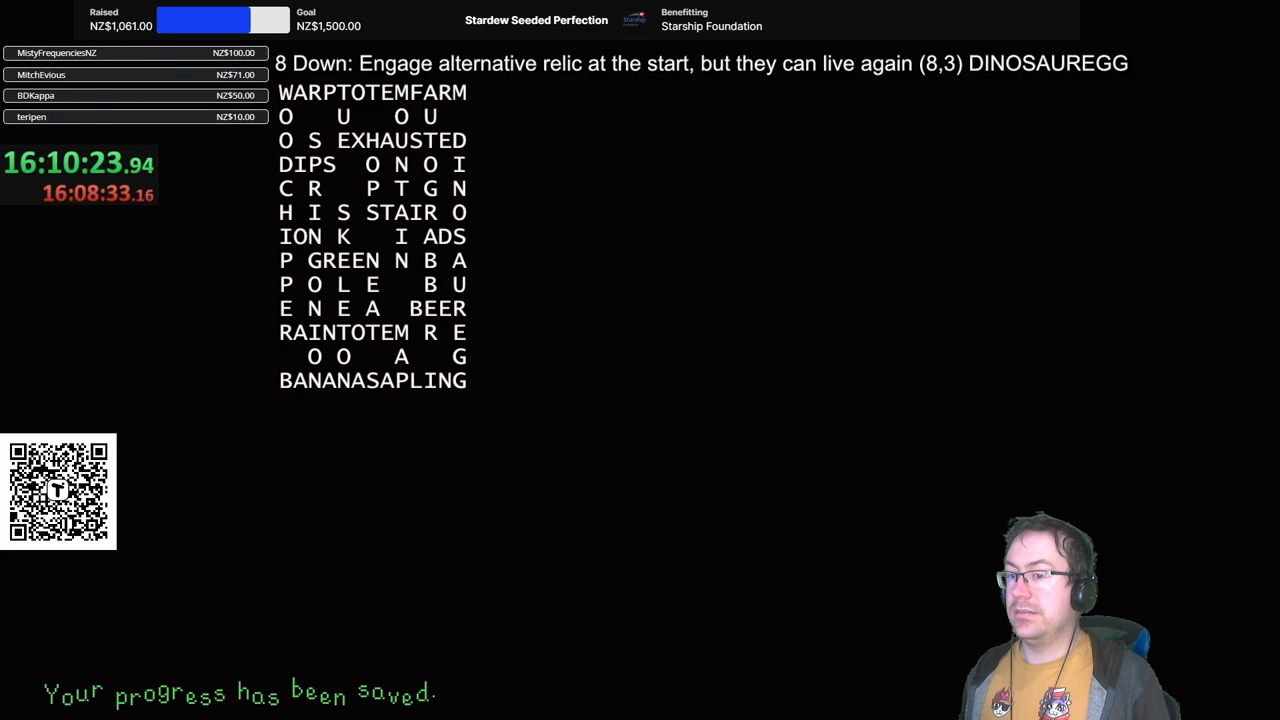 Raised
NZ$1,061.00
Goal
NZ$1,500.00
Stardew Seeded Perfection
Starship
Benefitting
Starship Foundation
MistyFrequenciesNZ NZ$100.00
MitchEvious NZ$71.00
BDKappa NZ$50.00
teripen NZ$10.00
16:10:23.94
16:08:33.16
8 Down: Engage alternative relic at the start, but they can live again (8,3) DINOSAUREGG
WARPTOTEMFARM
O U O U
O S EXHAUSTED
DIPS O N O I
C R P T G N
H I S STAIR O
ION K I ADS
P GREEN N B A
P O L E B U
E N E A BEER
RAINTOTEM R E
O O A G
BANANASAPLING
T
Your progress has been saved.